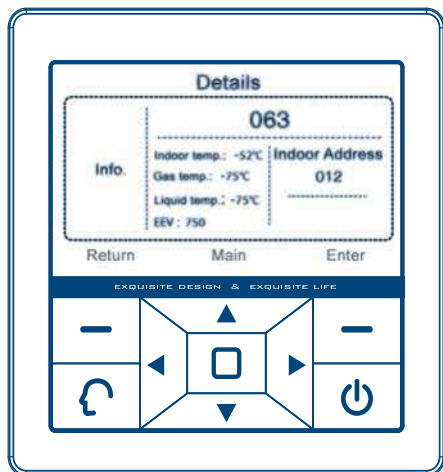 Details
063
Info.
Indoor temp.: -52℃
Gas temp.: -75℃
Liquid temp.: -75℃
EEV : 750
Indoor Address
012
Return Main Enter
EXQUISITE DESIGN & EXQUISITE LIFE